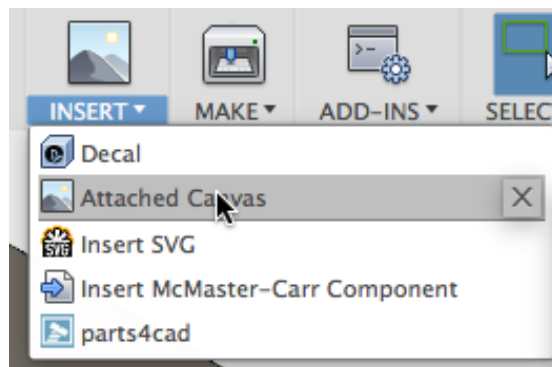 INSERT MAKE ADD-INS SELEC
Decal
Attached Canvas
Insert SVG
Insert McMaster-Carr Component
parts4cad